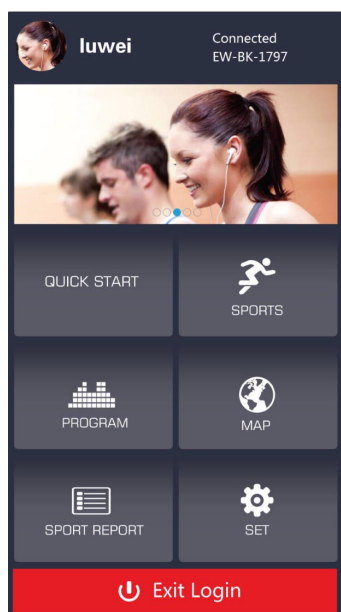 luwei
Connected
EW-BK-1797
QUICK START
SPORTS
PROGRAM
MAP
SPORT REPORT
SET
Exit Login